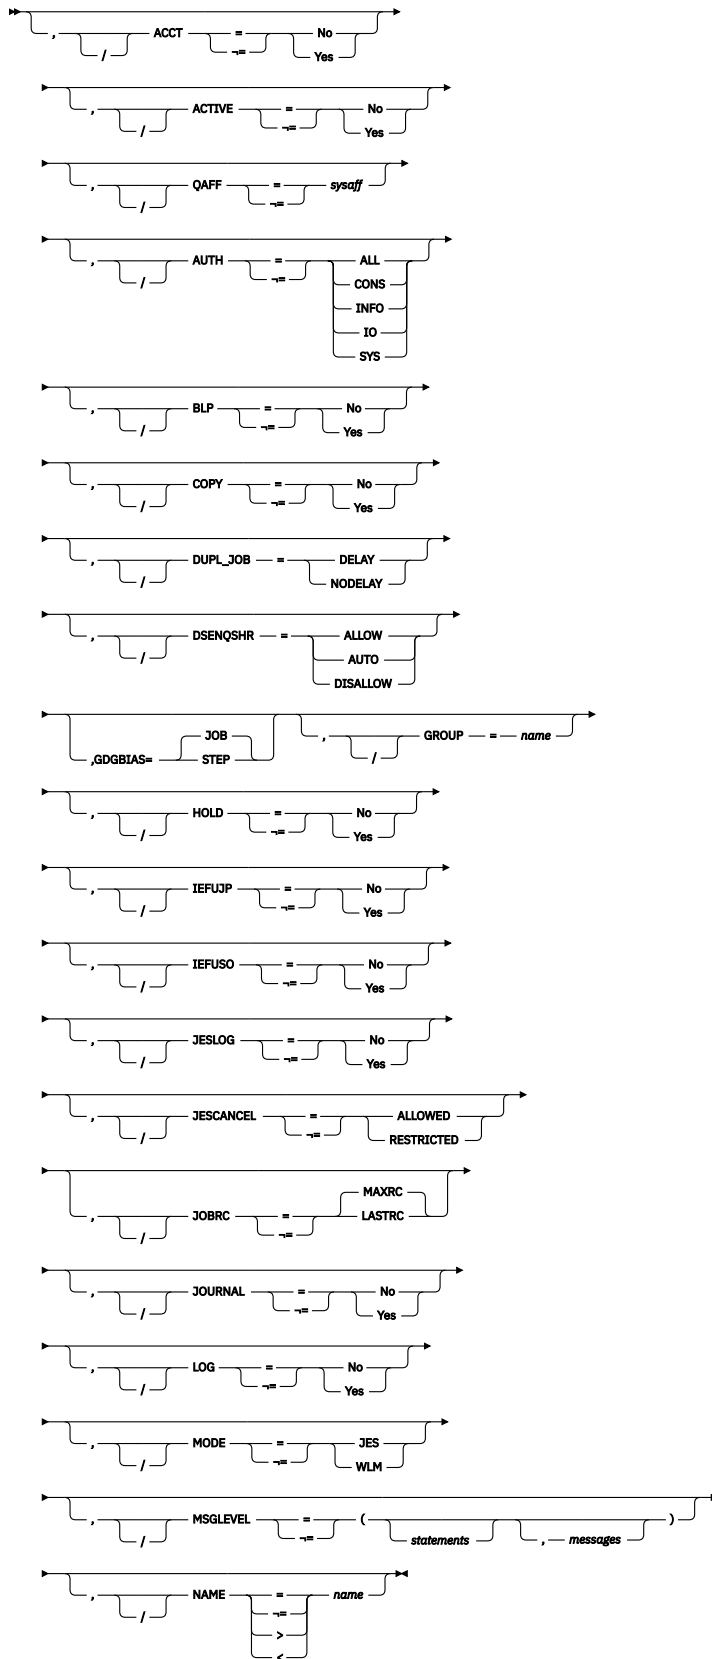 , / ACCT = No
¬= Yes
, / ACTIVE = No
¬= Yes
, / QAFF = sysaff
¬=
, / AUTH = ALL
¬= CONS
INFO
IO
SYS
, / BLP = No
¬= Yes
, / COPY = No
¬= Yes
, / DUPL_JOB = DELAY
NODELAY
, / DSENQSHR = ALLOW
AUTO
DISALLOW
JOB
,GDGBIAS= STEP , / GROUP = name
, / HOLD = No
¬= Yes
, / IEFUJP = No
¬= Yes
, / IEFUSO = No
¬= Yes
, / JESLOG = No
¬= Yes
, / JESCANCEL = ALLOWED
¬= RESTRICTED
MAXRC
, / JOBRC = LASTRC
¬=
, / JOURNAL = No
¬= Yes
, / LOG = No
¬= Yes
, / MODE = JES
¬= WLM
, / MSGLEVEL = ( )
¬= statements , messages
, / NAME = name
¬=
>
<